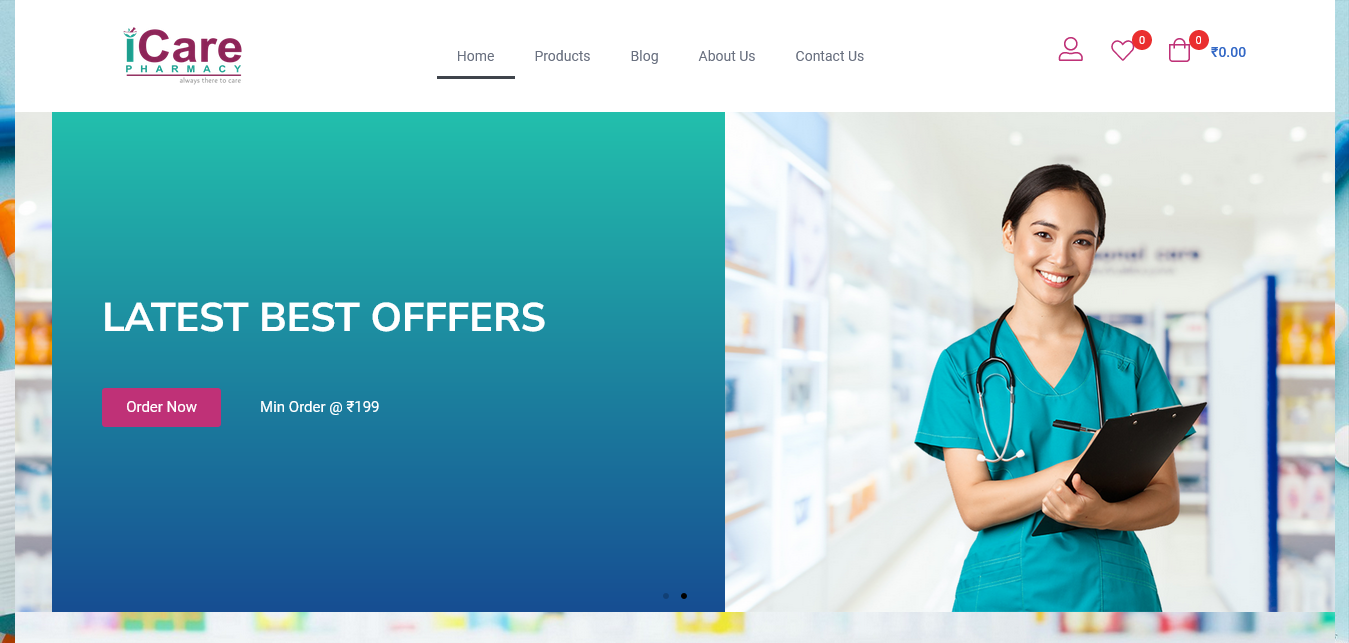 iCare
PHARMACY
always there to care
Home
Products
Blog
About Us
Contact Us
0
0
₹0.00
LATEST BEST OFFFERS
Order Now
Min Order @ ₹199